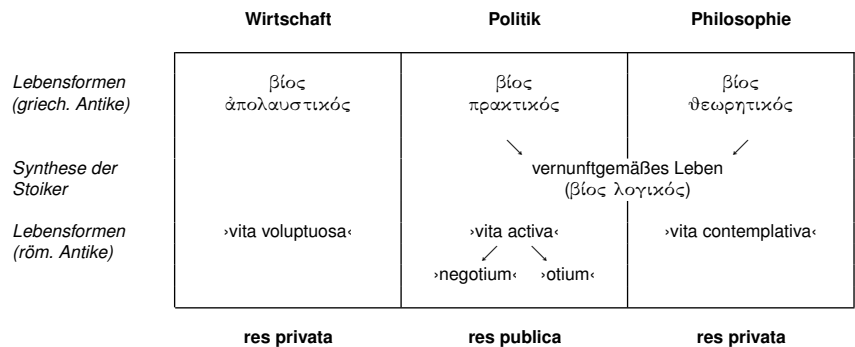 Wirtschaft Politik Philosophie
Lebensformen βίος βίος βίος
(griech. Antike) ἀπολαυστικός πρακτικός ϑεωρητικός
Synthese der vernunftgemäßes Leben
Stoiker (βίος λογικός)
Lebensformen ›vita voluptuosa‹ ›vita activa‹ ›vita contemplativa‹
(röm. Antike)
›negotium‹ ›otium‹
res privata res publica res privata